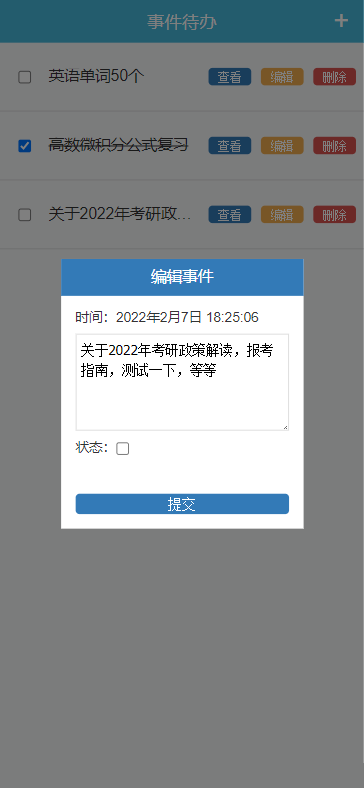 事件待办 +
英语单词50个 查看 编辑 删除
高数微积分公式复习 查看 编辑 删除
关于2022年考研政... 查看 编辑 删除
编辑事件
时间：2022年2月7日 18:25:06
关于2022年考研政策解读，报考
指南，测试一下，等等
状态：
提交